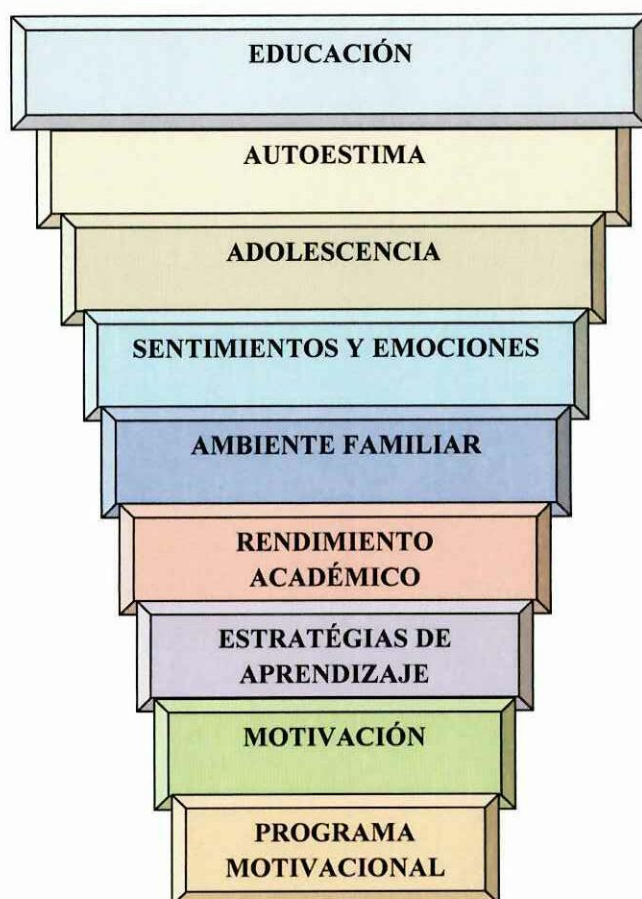 EDUCACIÓN
AUTOESTIMA
ADOLESCENCIA
SENTIMIENTOS Y EMOCIONES
AMBIENTE FAMILIAR
RENDIMIENTO
ACADÉMICO
ESTRATÉGIAS DE
APRENDIZAJE
MOTIVACIÓN
PROGRAMA
MOTIVACIONAL